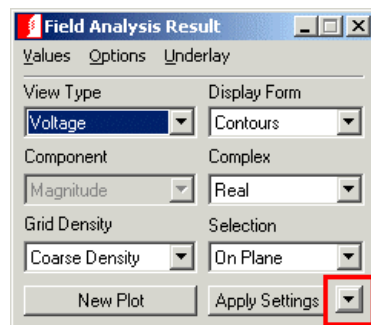 Field Analysis Result
Values Options Underlay
View Type Display Form
Voltage Contours
Component Complex
Magnitude Real
Grid Density Selection
Coarse Density On Plane
New Plot Apply Settings